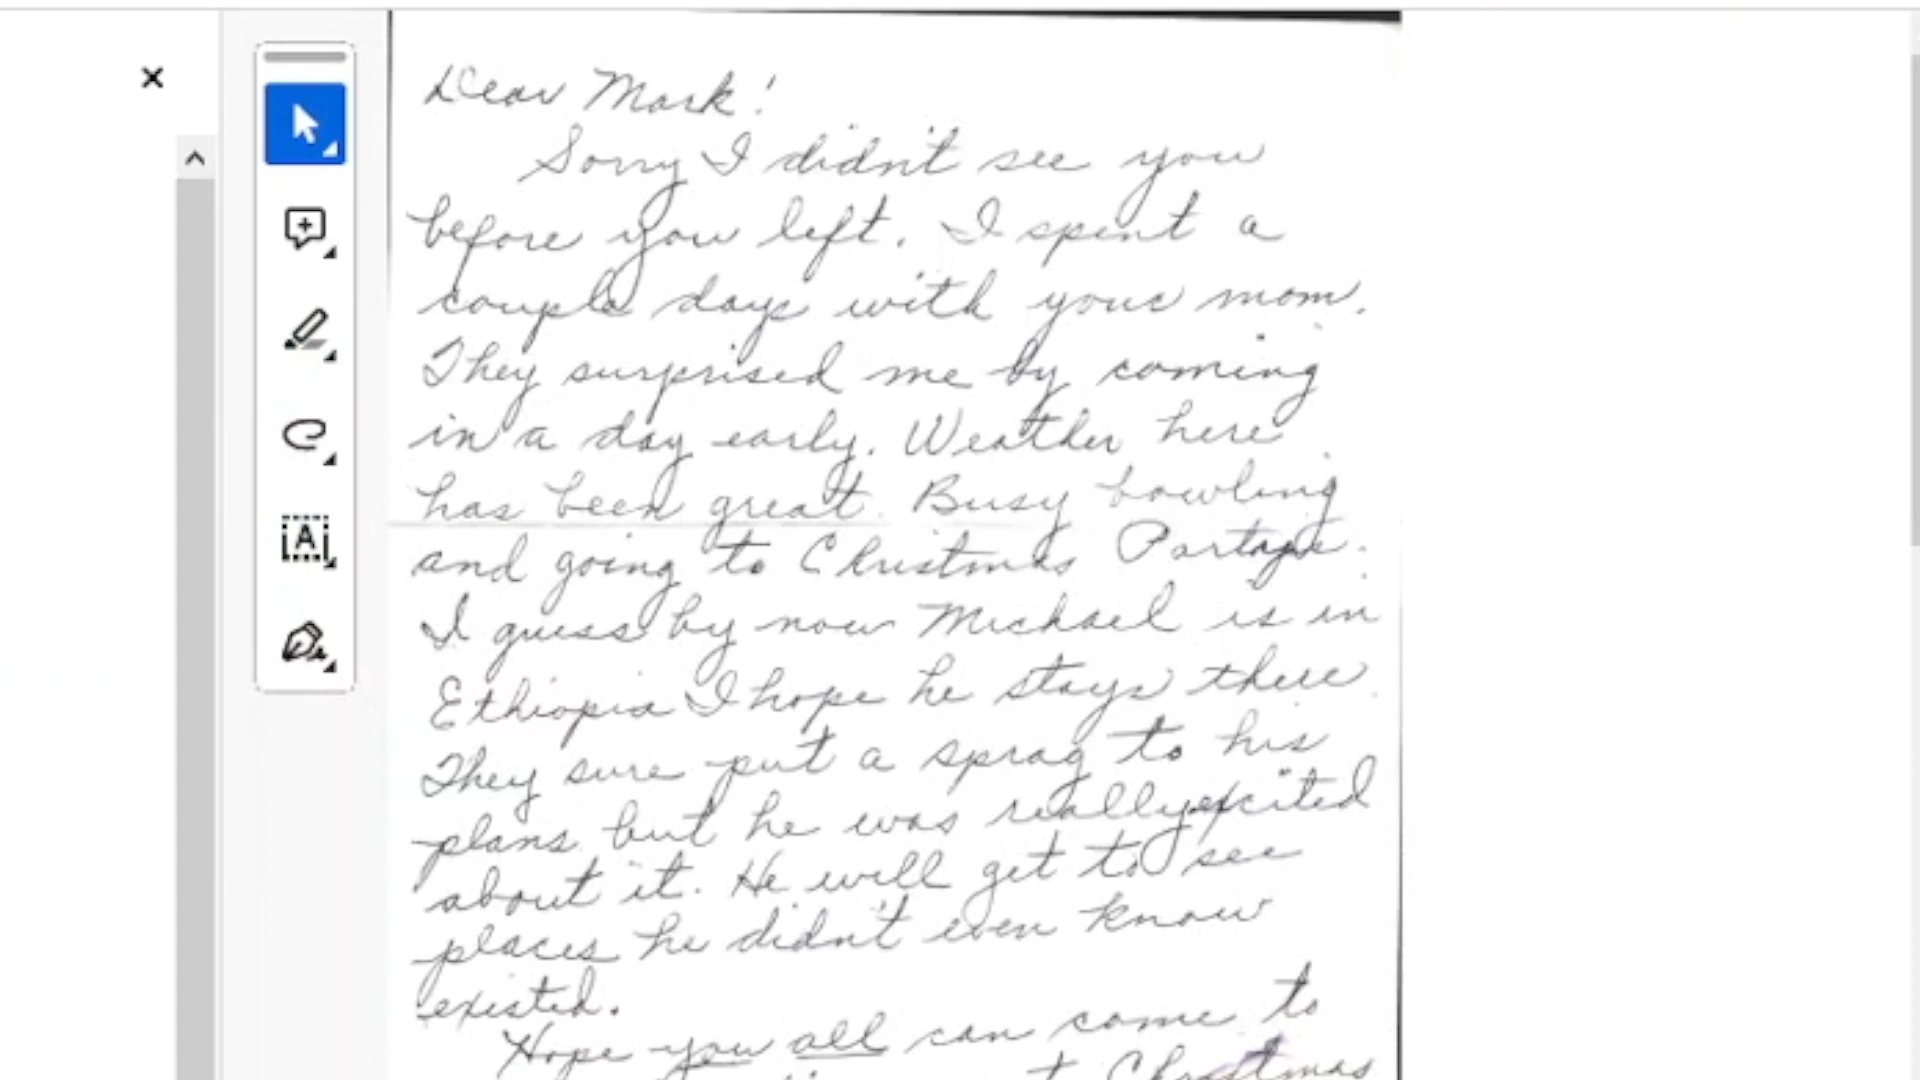 Dear Mark!
Sorry I didn't see you
before you left. I spent a
couple days with your mom.
They surprised me by coming
in a day early. Weather here
has been great. Busy bowling
and going to Christmas
I guess by now Michael is in
Ethiopia I hope he stays there.
They sure put a sprag to his
plans but he was really excited
about it. He will get to see
places he didn't even know
existed.
Hope you all can come to
Christmas
A